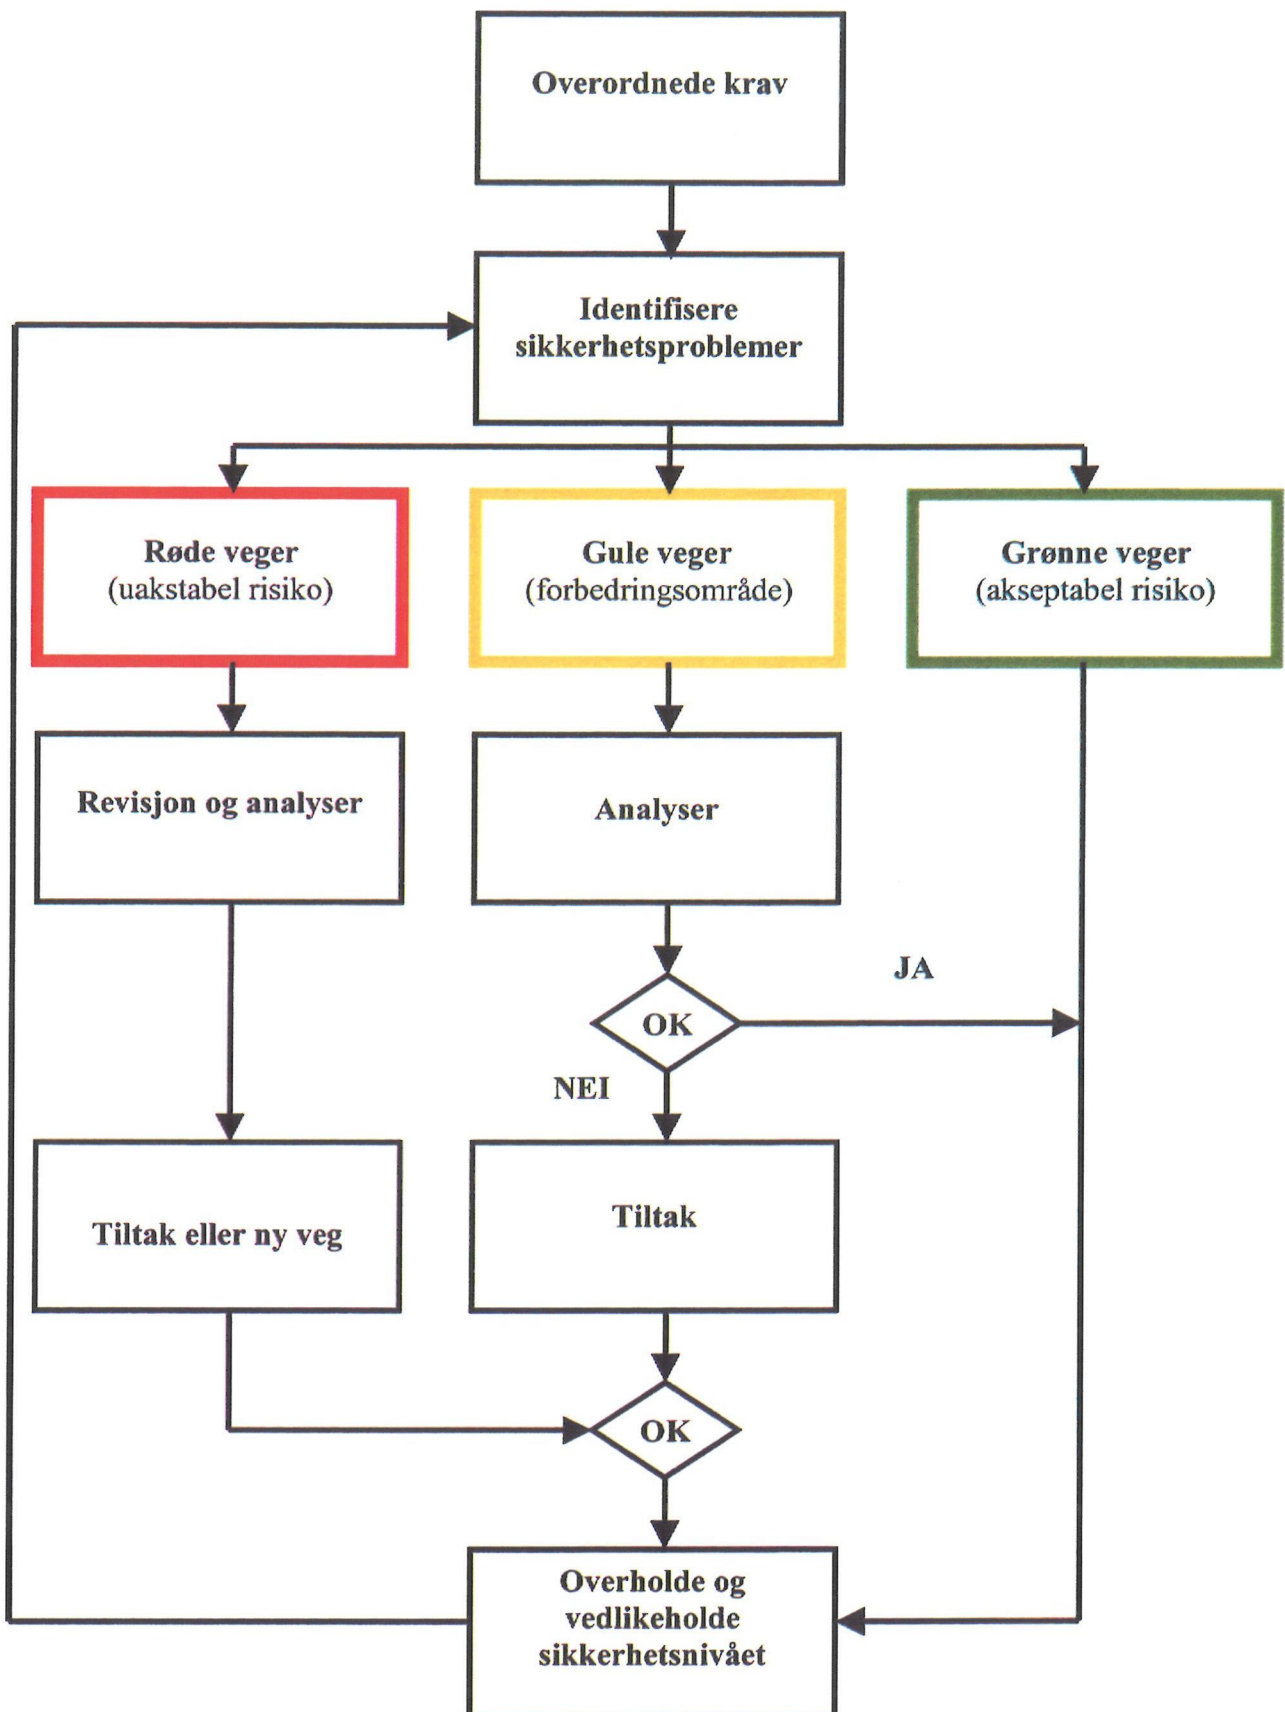 Overordnede krav
Identifisere
sikkerhetsproblemer
Røde veger
(uakstabel risiko)
Gule veger
(forbedringsområde)
Grønne veger
(akseptabel risiko)
Revisjon og analyser
Analyser
JA
OK
NEI
Tiltak eller ny veg
Tiltak
OK
Overholde og
vedlikeholde
sikkerhetsnivået